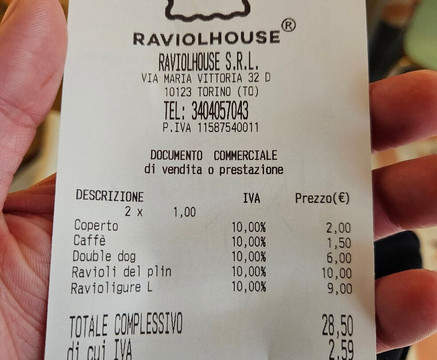 RAVIOLHOUSE®
RAVIOLHOUSE S.R.L.
VIA MARIA VITTORIA 32 D
10123 TORINO (TO)
TEL: 3404057043
P.IVA 11587540011
DOCUMENTO COMMERCIALE
di vendita o prestazione
DESCRIZIONE IVA Prezzo(€)
2 x 1,00
Coperto 10,00% 2,00
Caffè 10,00% 1,50
Double dog 10,00% 6,00
Ravioli del plin 10,00% 10,00
Ravioligure L 10,00% 9,00
TOTALE COMPLESSIVO 28,50
di cui IVA 2,59